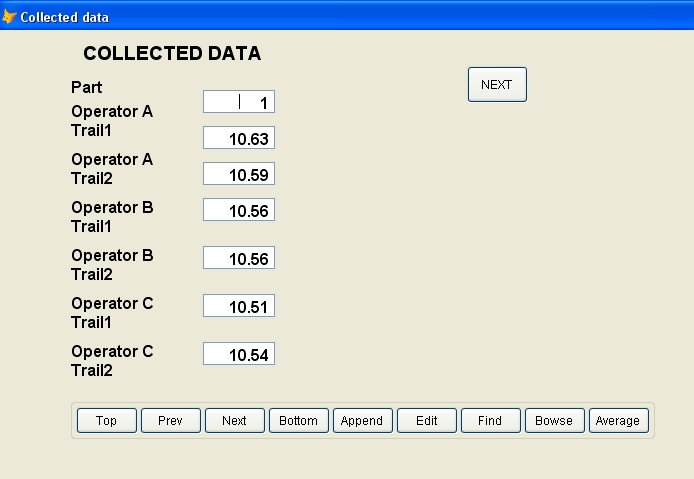 Collected data
COLLECTED DATA
NEXT
Part
1
Operator A
Trail1
10.63
Operator A
Trail2
10.59
Operator B
Trail1
10.56
Operator B
Trail2
10.56
Operator C
Trail1
10.51
Operator C
Trail2
10.54
Top Prev Next Bottom Append Edit Find Bowse Average